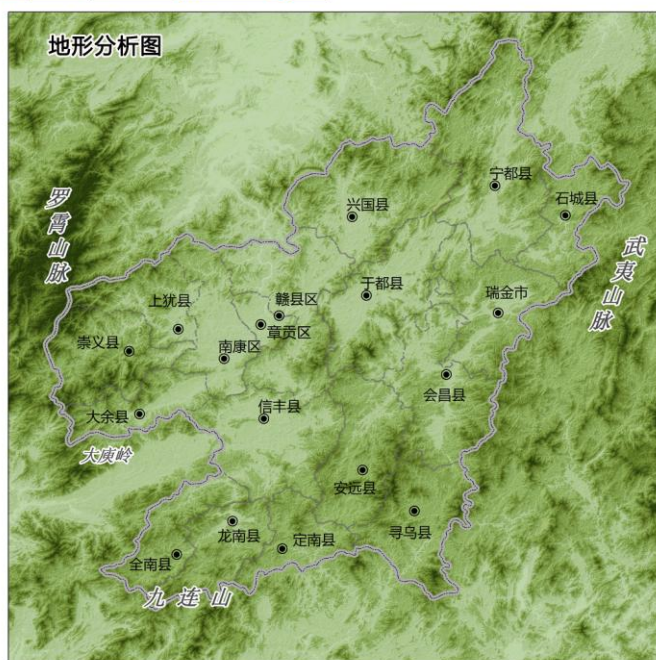 地形分析图
罗霄山脉
武夷山脉
宁都县
石城县
兴国县
于都县
瑞金市
赣县区
章贡区
上犹县
南康区
崇义县
会昌县
大余县
信丰县
大庾岭
安远县
寻乌县
龙南县
定南县
全南县
九连山